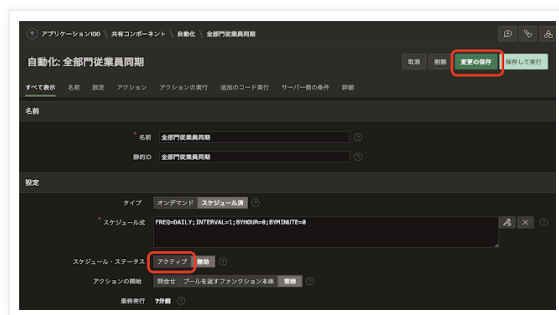 アプリケーション100 \ 共有コンポーネント \ 自動化 \ 全部門従業員同期
自動化: 全部門従業員同期
取消 削除 変更の保存 保存して実行
すべて表示 名前 設定 アクション アクションの実行 追加のコード実行 サーバー側の条件 詳細
名前
* 名前 全部門従業員同期
静的ID 全部門従業員同期
設定
タイプ オンデマンド スケジュール済
* スケジュール式 FREQ=DAILY;INTERVAL=1;BYHOUR=0;BYMINUTE=0
スケジュール・ステータス アクティブ 無効
アクションの開始 問合せ ブールを返すファンクション本体 常時
最終実行 7分前